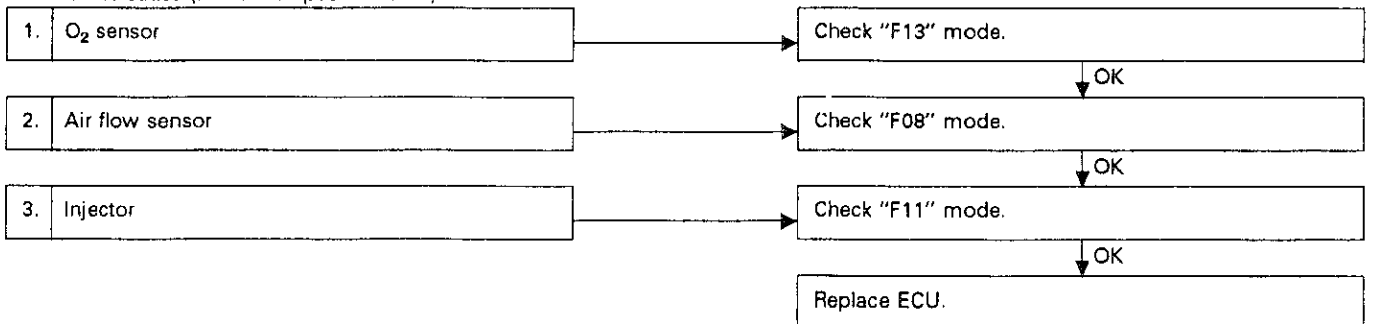 1. O₂ sensor
Check "F13" mode.
OK
2. Air flow sensor
Check "F08" mode.
OK
3. Injector
Check "F11" mode.
OK
Replace ECU.